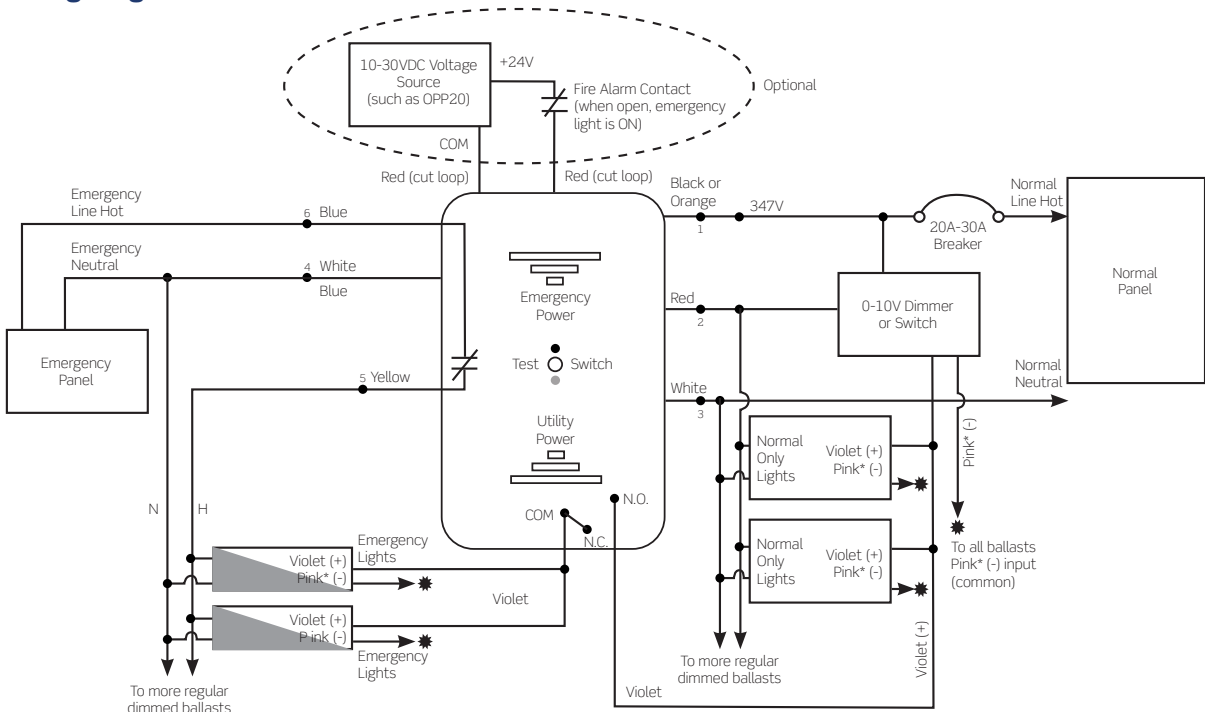 10-30VDC Voltage
Source
(such as OPP20)
+24V
Fire Alarm Contact
(when open, emergency
light is ON)
Optional
COM
Red (cut loop)
Red (cut loop)
Emergency
Line Hot
6 Blue
Emergency
Neutral
4 White
Blue
Emergency
Panel
5 Yellow
Emergency
Power
Test Switch
Utility
Power
COM
N.O.
N.C.
Black or
Orange
1
347V
20A-30A
Breaker
Normal
Line Hot
Normal
Panel
Red
2
0-10V Dimmer
or Switch
Normal
Neutral
White
3
Normal
Only
Lights
Violet (+)
Pink* (-)
Pink* (-)
Normal
Only
Lights
Violet (+)
Pink* (-)
To all ballasts
Pink* (-) input
(common)
Violet (+)
To more regular
dimmed ballasts
Violet
N
H
Violet (+)
Pink* (-)
Emergency
Lights
Violet
Violet (+)
P ink (-)
Emergency
Lights
To more regular
dimmed ballasts